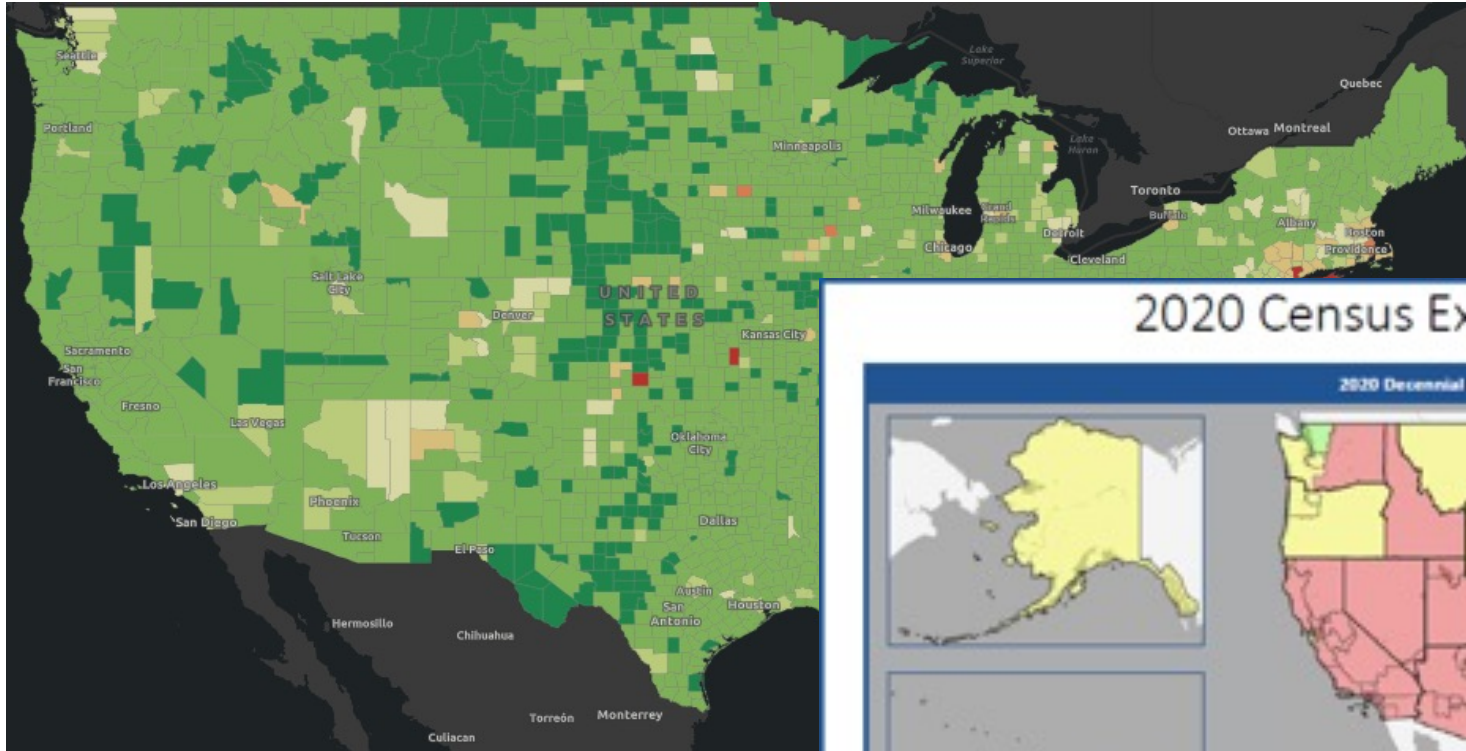 Seattle
Lake
Superior
Quebec
Portland
Ottawa
Montreal
Minneapolis
Lake
Huron
Toronto
Milwaukee
Grand
Rapids
Buffalo
Albany
Boston
Detroit
Providence
Chicago
Cleveland
Salt Lake
City
UNITED
STATES
Denver
Kansas City
2020 Census Ex
Sacramento
San
Francisco
2020 Decennial
Fresno
Las Vegas
Oklahoma
City
Los Angeles
Phoenix
San Diego
Dallas
Tucson
El Paso
Austin
San
Antonio
Houston
Hermosillo
Chihuahua
Torreón
Monterrey
Culiacan